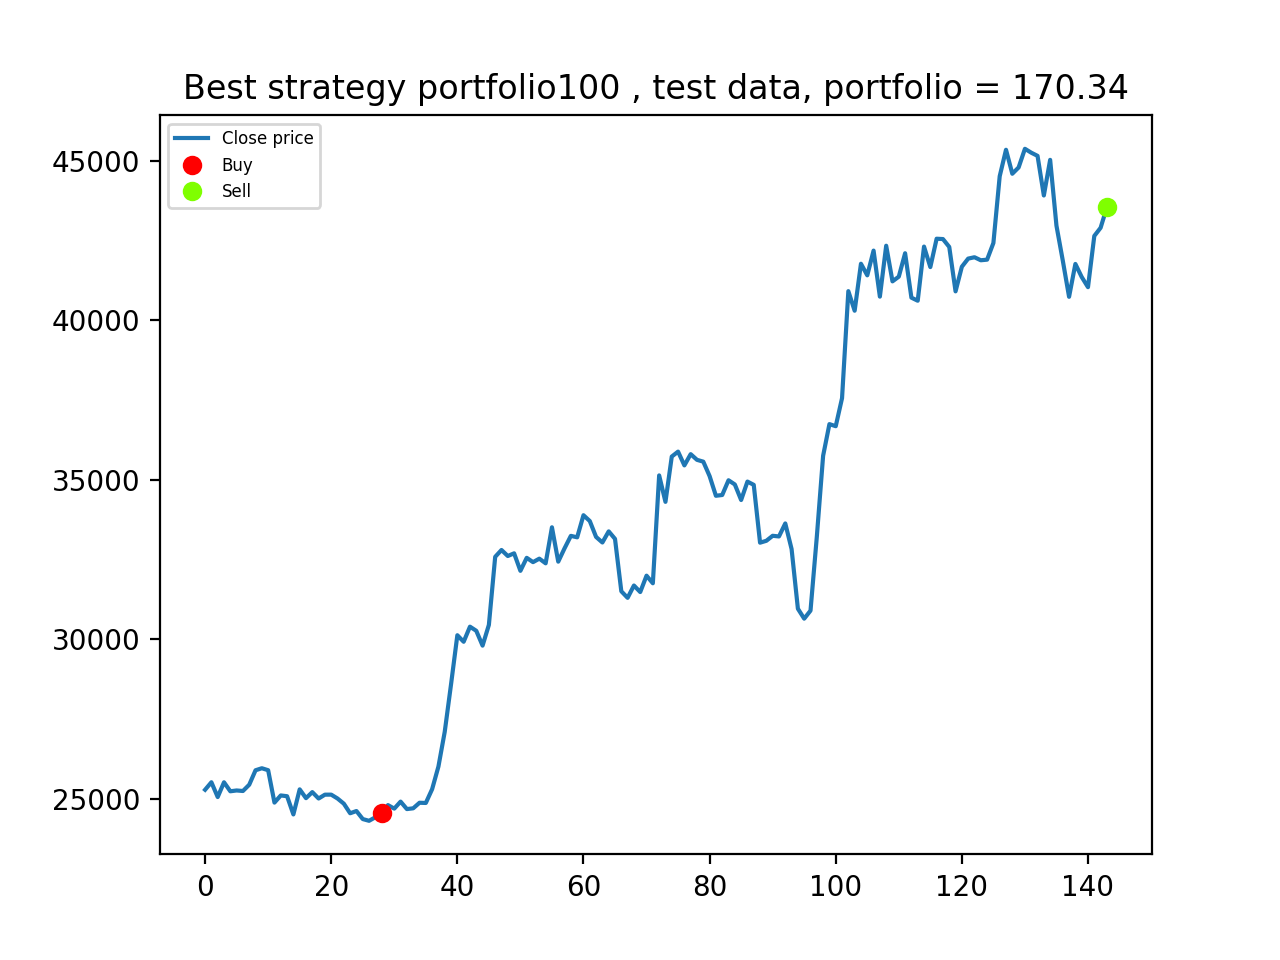 Best strategy portfolio100 , test data, portfolio = 170.34
Close price
Buy
Sell
45000
40000
35000
30000
25000
0 20 40 60 80 100 120 140